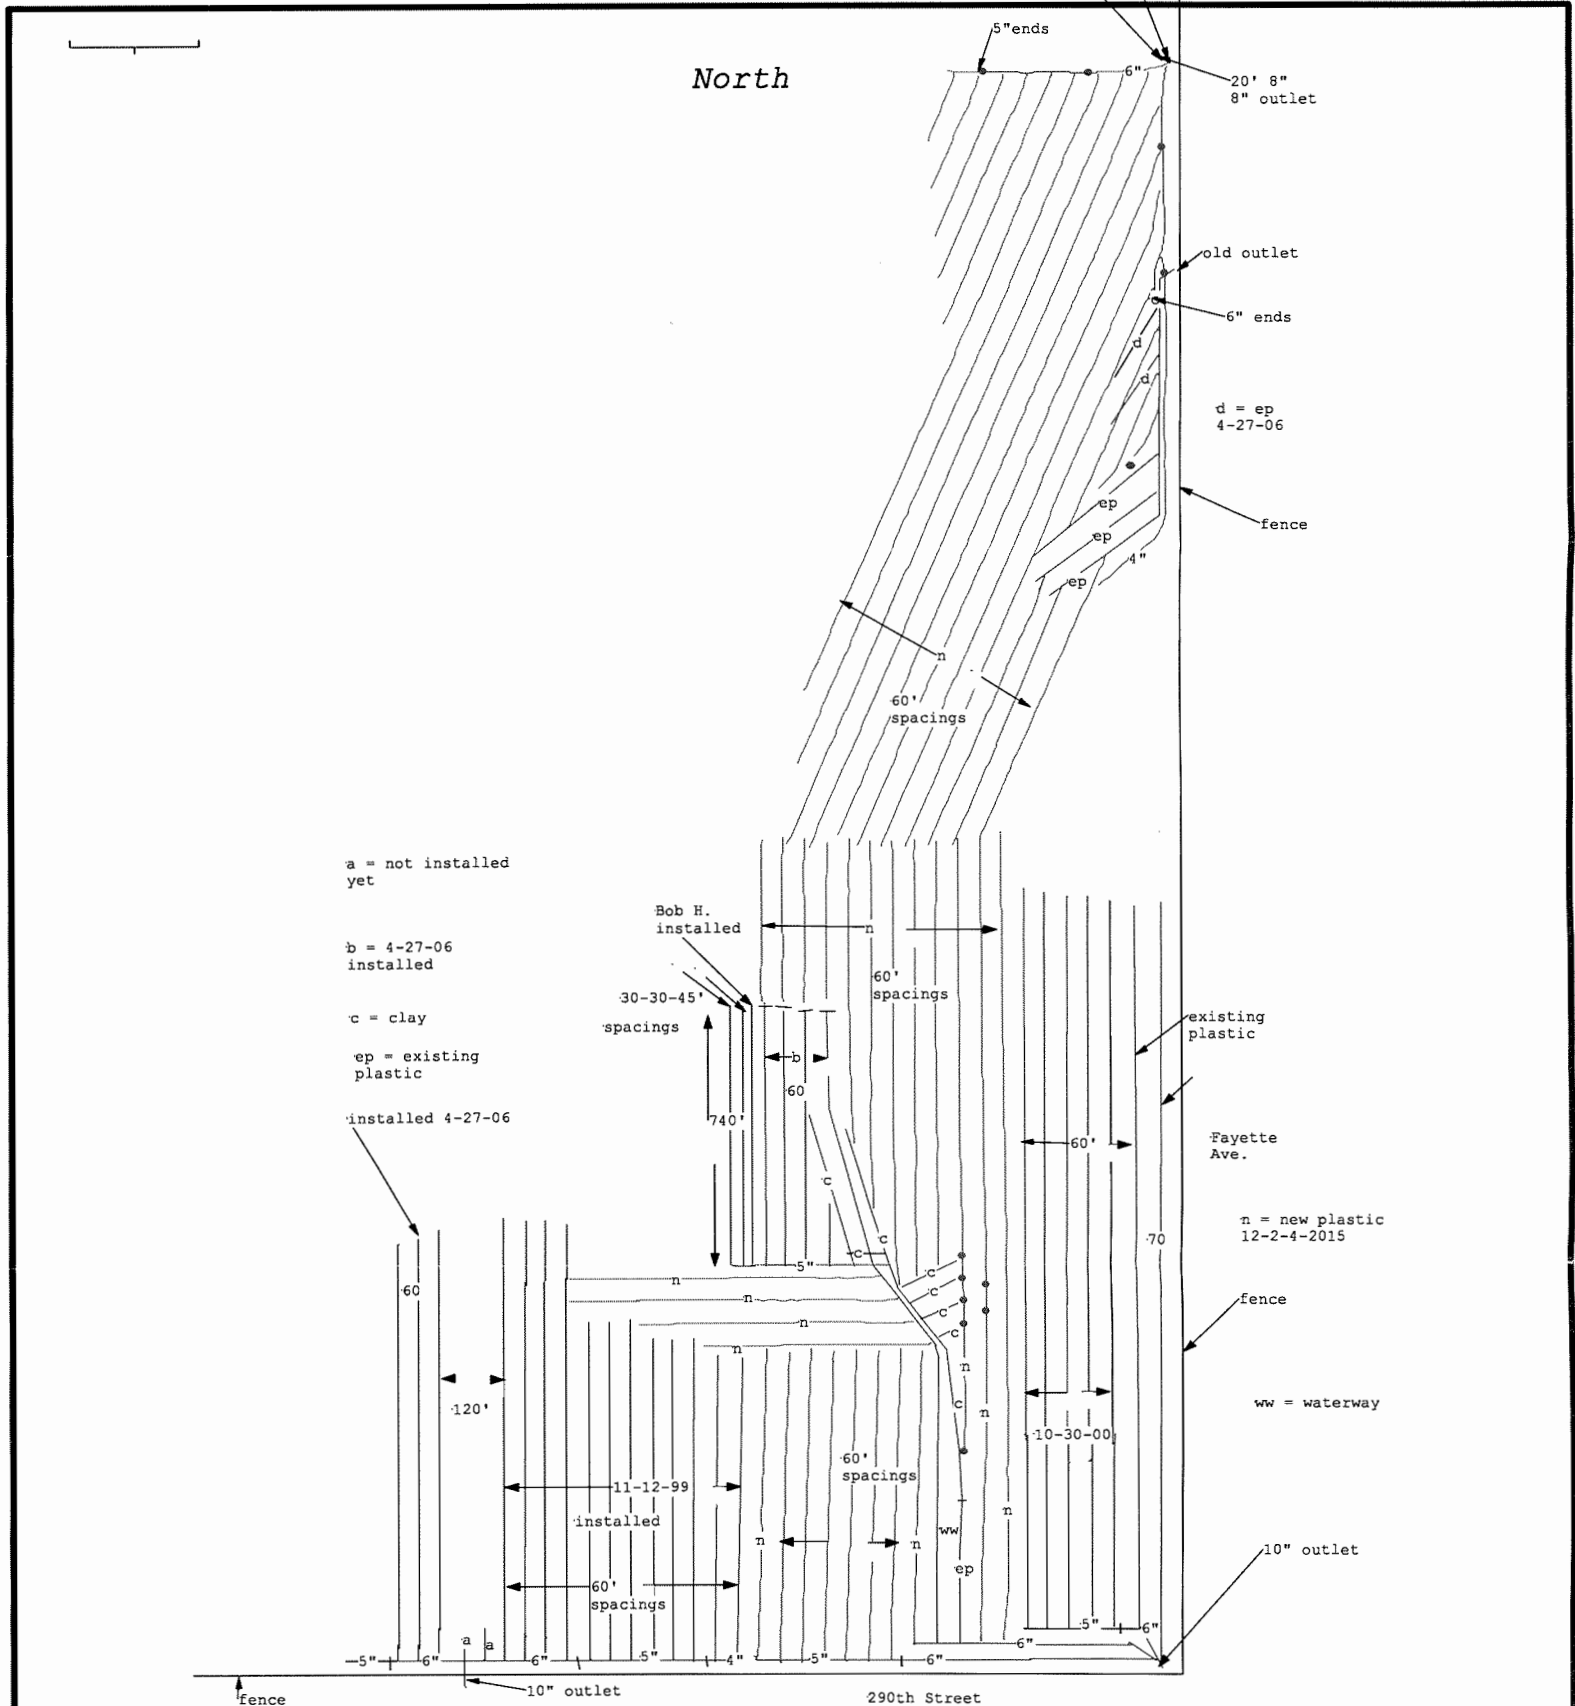 5"ends
North
6"
20' 8"
8" outlet
old outlet
6" ends
d
d
d = ep
4-27-06
ep
fence
ep
4"
ep
n
60'
spacings
a = not installed
yet
Bob H.
installed
n
b = 4-27-06
installed
60'
spacings
30-30-45'
c = clay
existing
plastic
spacings
ep = existing
plastic
b
60
installed 4-27-06
740'
Fayette
Ave.
60'
c
n = new plastic
12-2-4-2015
70
c
c
5"
c
n
60
c
n
fence
c
n
c
n
n
120'
c
ww = waterway
n
10-30-00
60'
spacings
11-12-99
n
installed
ww
n
n
10" outlet
ep
60'
spacings
5"
6"
a
a
6"
5"
6"
6"
5"
4"
5"
6"
10" outlet
fence
290th Street